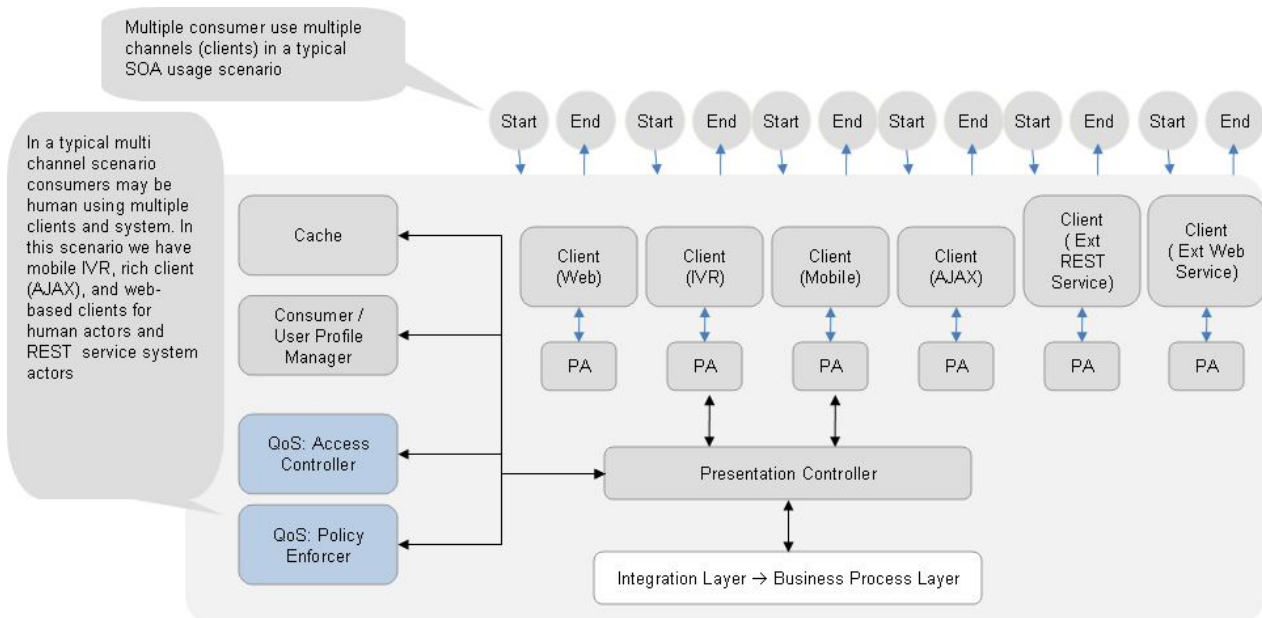 Multiple consumer use multiple
channels (clients) in a typical
SOA usage scenario
In a typical multi
channel scenario
consumers may be
human using multiple
clients and system. In
this scenario we have
mobile IVR, rich client
(AJAX), and web-
based clients for
human actors and
REST service system
actors
Start
End
Start
End
Start
End
Start
End
Start
End
Start
End
Cache
Consumer /
User Profile
Manager
QoS: Access
Controller
QoS: Policy
Enforcer
Client
(Web)
Client
(IVR)
Client
(Mobile)
Client
(AJAX)
Client
( Ext
REST
Service)
Client
( Ext Web
Service)
PA
PA
PA
PA
PA
PA
Presentation Controller
Integration Layer → Business Process Layer